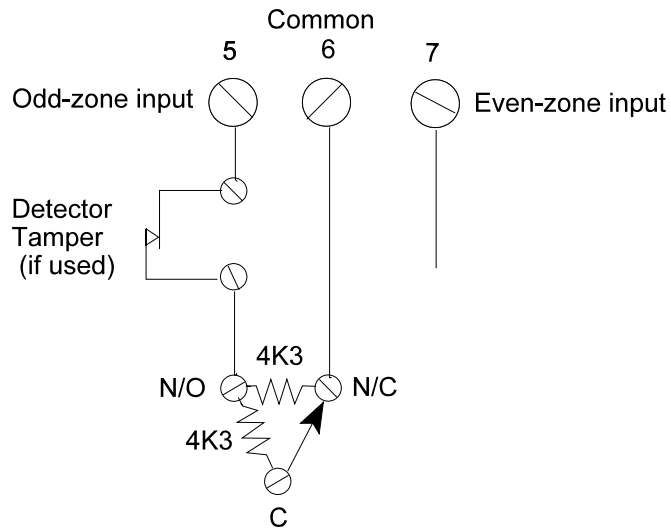 Common
5 6 7
Odd-zone input
Even-zone input
Detector
Tamper
(if used)
4K3
N/O
N/C
4K3
C